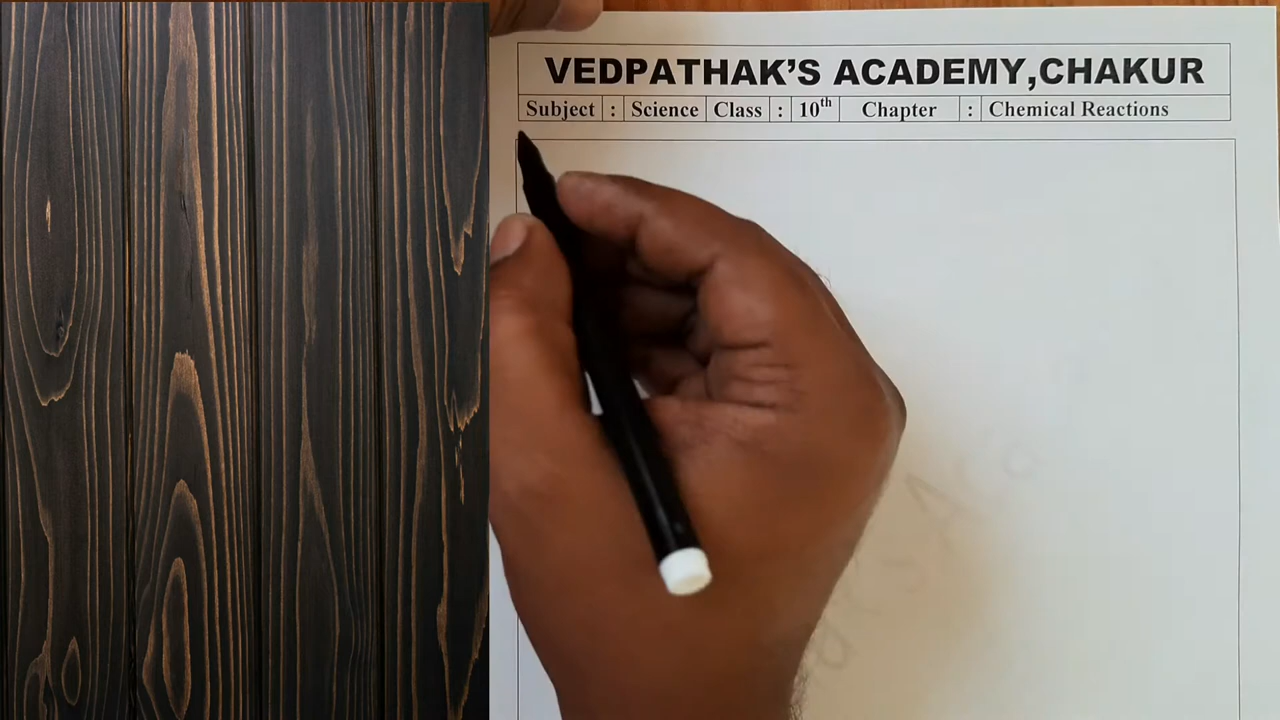 VEDPATHAK'S ACADEMY,CHAKUR
Subject : Science Class : 10th Chapter : Chemical Reactions